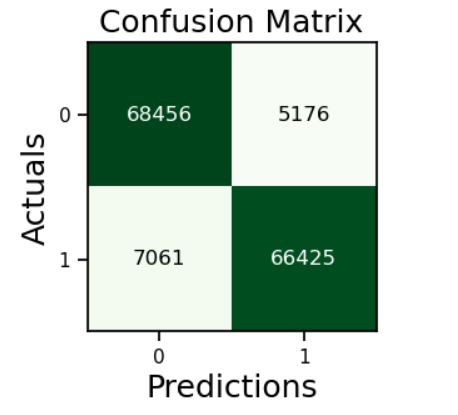 Confusion Matrix
Actuals
0
68456
5176
1
7061
66425
0
1
Predictions